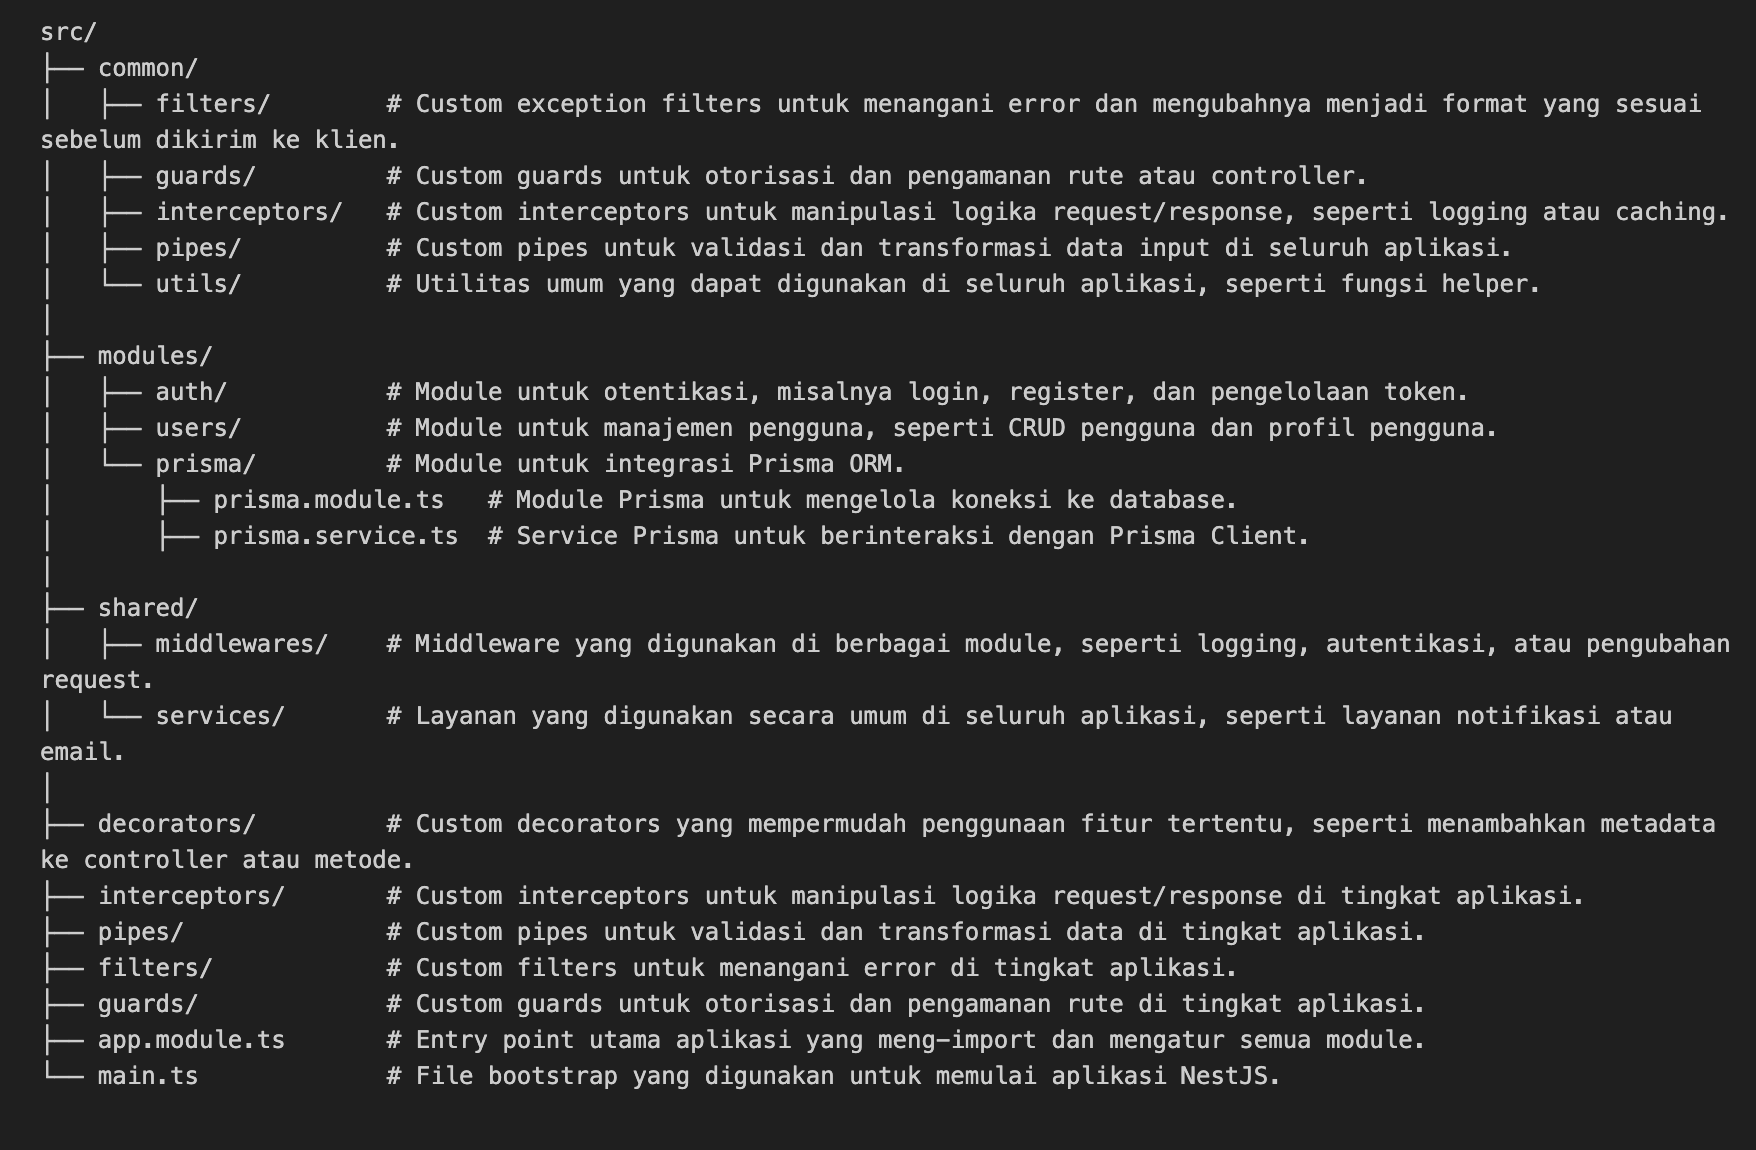 src/
├── common/
│   ├── filters/        # Custom exception filters untuk menangani error dan mengubahnya menjadi format yang sesuai
sebelum dikirim ke klien.
│   ├── guards/         # Custom guards untuk otorisasi dan pengamanan rute atau controller.
│   ├── interceptors/   # Custom interceptors untuk manipulasi logika request/response, seperti logging atau caching.
│   ├── pipes/          # Custom pipes untuk validasi dan transformasi data input di seluruh aplikasi.
│   └── utils/          # Utilitas umum yang dapat digunakan di seluruh aplikasi, seperti fungsi helper.
│
├── modules/
│   ├── auth/           # Module untuk otentikasi, misalnya login, register, dan pengelolaan token.
│   ├── users/          # Module untuk manajemen pengguna, seperti CRUD pengguna dan profil pengguna.
│   └── prisma/         # Module untuk integrasi Prisma ORM.
│       ├── prisma.module.ts   # Module Prisma untuk mengelola koneksi ke database.
│       ├── prisma.service.ts  # Service Prisma untuk berinteraksi dengan Prisma Client.
│
├── shared/
│   ├── middlewares/    # Middleware yang digunakan di berbagai module, seperti logging, autentikasi, atau pengubahan
request.
│   └── services/       # Layanan yang digunakan secara umum di seluruh aplikasi, seperti layanan notifikasi atau
email.
│
├── decorators/         # Custom decorators yang mempermudah penggunaan fitur tertentu, seperti menambahkan metadata
ke controller atau metode.
├── interceptors/       # Custom interceptors untuk manipulasi logika request/response di tingkat aplikasi.
├── pipes/              # Custom pipes untuk validasi dan transformasi data di tingkat aplikasi.
├── filters/            # Custom filters untuk menangani error di tingkat aplikasi.
├── guards/             # Custom guards untuk otorisasi dan pengamanan rute di tingkat aplikasi.
├── app.module.ts       # Entry point utama aplikasi yang meng-import dan mengatur semua module.
└── main.ts             # File bootstrap yang digunakan untuk memulai aplikasi NestJS.